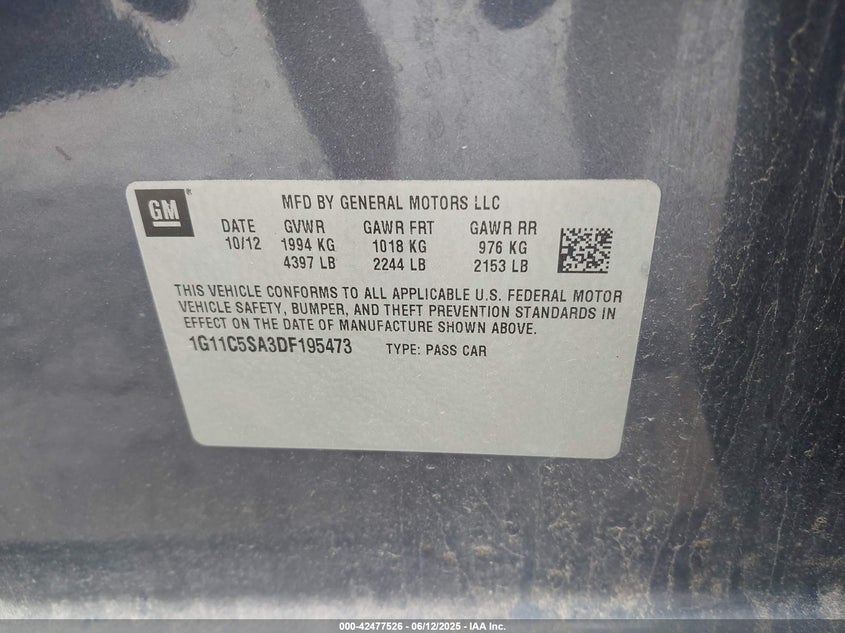 GM
MFD BY GENERAL MOTORS LLC
DATE GVWR GAWR FRT GAWR RR
10/12 1994 KG 1018 KG 976 KG
4397 LB 2244 LB 2153 LB
THIS VEHICLE CONFORMS TO ALL APPLICABLE U.S. FEDERAL MOTOR
VEHICLE SAFETY, BUMPER, AND THEFT PREVENTION STANDARDS IN
EFFECT ON THE DATE OF MANUFACTURE SHOWN ABOVE.
1G11C5SA3DF195473 TYPE: PASS CAR
000-42477526 - 06/12/2025 - IAA Inc.